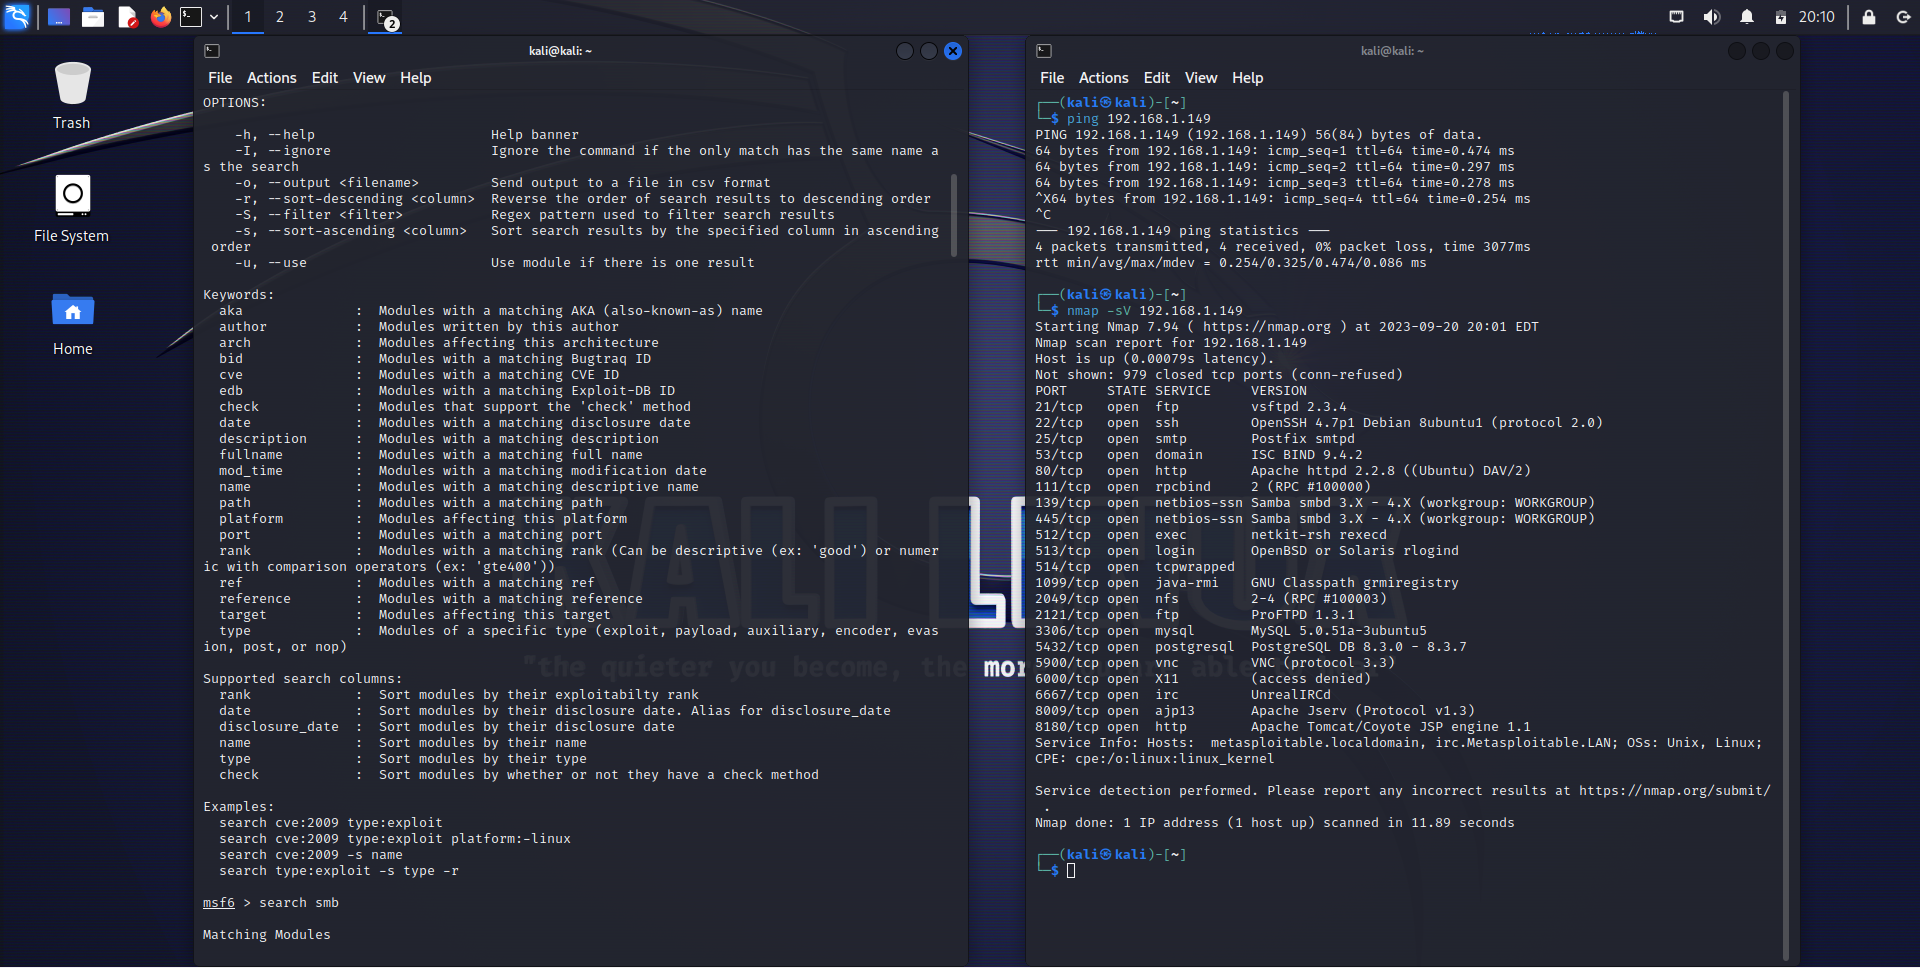 1 2 3 4 2 20:10
Trash
File System
Home
kali@kali: ~
File Actions Edit View Help
OPTIONS:
-h, --help Help banner
-I, --ignore Ignore the command if the only match has the same name a
s the search
-o, --output <filename> Send output to a file in csv format
-r, --sort-descending <column> Reverse the order of search results to descending order
-S, --filter <filter> Regex pattern used to filter search results
-s, --sort-ascending <column> Sort search results by the specified column in ascending
order
-u, --use Use module if there is one result
Keywords:
aka : Modules with a matching AKA (also-known-as) name
author : Modules written by this author
arch : Modules affecting this architecture
bid : Modules with a matching Bugtraq ID
cve : Modules with a matching CVE ID
edb : Modules with a matching Exploit-DB ID
check : Modules that support the 'check' method
date : Modules with a matching disclosure date
description : Modules with a matching description
fullname : Modules with a matching full name
mod_time : Modules with a matching modification date
name : Modules with a matching descriptive name
path : Modules with a matching path
platform : Modules affecting this platform
port : Modules with a matching port
rank : Modules with a matching rank (Can be descriptive (ex: 'good') or numer
ic with comparison operators (ex: 'gte400'))
ref : Modules with a matching ref
reference : Modules with a matching reference
target : Modules affecting this target
type : Modules of a specific type (exploit, payload, auxiliary, encoder, evas
ion, post, or nop)
Supported search columns:
rank : Sort modules by their exploitabilty rank
date : Sort modules by their disclosure date. Alias for disclosure_date
disclosure_date : Sort modules by their disclosure date
name : Sort modules by their name
type : Sort modules by their type
check : Sort modules by whether or not they have a check method
Examples:
search cve:2009 type:exploit
search cve:2009 type:exploit platform:-linux
search cve:2009 -s name
search type:exploit -s type -r
msf6 > search smb
Matching Modules
KALI LINUX
"the quieter you become, the more you are able to hear"
kali@kali: ~
File Actions Edit View Help
┌──(kali㉿kali)-[~]
└─$ ping 192.168.1.149
PING 192.168.1.149 (192.168.1.149) 56(84) bytes of data.
64 bytes from 192.168.1.149: icmp_seq=1 ttl=64 time=0.474 ms
64 bytes from 192.168.1.149: icmp_seq=2 ttl=64 time=0.297 ms
64 bytes from 192.168.1.149: icmp_seq=3 ttl=64 time=0.278 ms
^X64 bytes from 192.168.1.149: icmp_seq=4 ttl=64 time=0.254 ms
^C
--- 192.168.1.149 ping statistics ---
4 packets transmitted, 4 received, 0% packet loss, time 3077ms
rtt min/avg/max/mdev = 0.254/0.325/0.474/0.086 ms
┌──(kali㉿kali)-[~]
└─$ nmap -sV 192.168.1.149
Starting Nmap 7.94 ( https://nmap.org ) at 2023-09-20 20:01 EDT
Nmap scan report for 192.168.1.149
Host is up (0.00079s latency).
Not shown: 979 closed tcp ports (conn-refused)
PORT STATE SERVICE VERSION
21/tcp open ftp vsftpd 2.3.4
22/tcp open ssh OpenSSH 4.7p1 Debian 8ubuntu1 (protocol 2.0)
25/tcp open smtp Postfix smtpd
53/tcp open domain ISC BIND 9.4.2
80/tcp open http Apache httpd 2.2.8 ((Ubuntu) DAV/2)
111/tcp open rpcbind 2 (RPC #100000)
139/tcp open netbios-ssn Samba smbd 3.X - 4.X (workgroup: WORKGROUP)
445/tcp open netbios-ssn Samba smbd 3.X - 4.X (workgroup: WORKGROUP)
512/tcp open exec netkit-rsh rexecd
513/tcp open login OpenBSD or Solaris rlogind
514/tcp open tcpwrapped
1099/tcp open java-rmi GNU Classpath grmiregistry
2049/tcp open nfs 2-4 (RPC #100003)
2121/tcp open ftp ProFTPD 1.3.1
3306/tcp open mysql MySQL 5.0.51a-3ubuntu5
5432/tcp open postgresql PostgreSQL DB 8.3.0 - 8.3.7
5900/tcp open vnc VNC (protocol 3.3)
6000/tcp open X11 (access denied)
6667/tcp open irc UnrealIRCd
8009/tcp open ajp13 Apache Jserv (Protocol v1.3)
8180/tcp open http Apache Tomcat/Coyote JSP engine 1.1
Service Info: Hosts: metasploitable.localdomain, irc.Metasploitable.LAN; OSs: Unix, Linux;
CPE: cpe:/o:linux:linux_kernel
Service detection performed. Please report any incorrect results at https://nmap.org/submit/
.
Nmap done: 1 IP address (1 host up) scanned in 11.89 seconds
┌──(kali㉿kali)-[~]
└─$